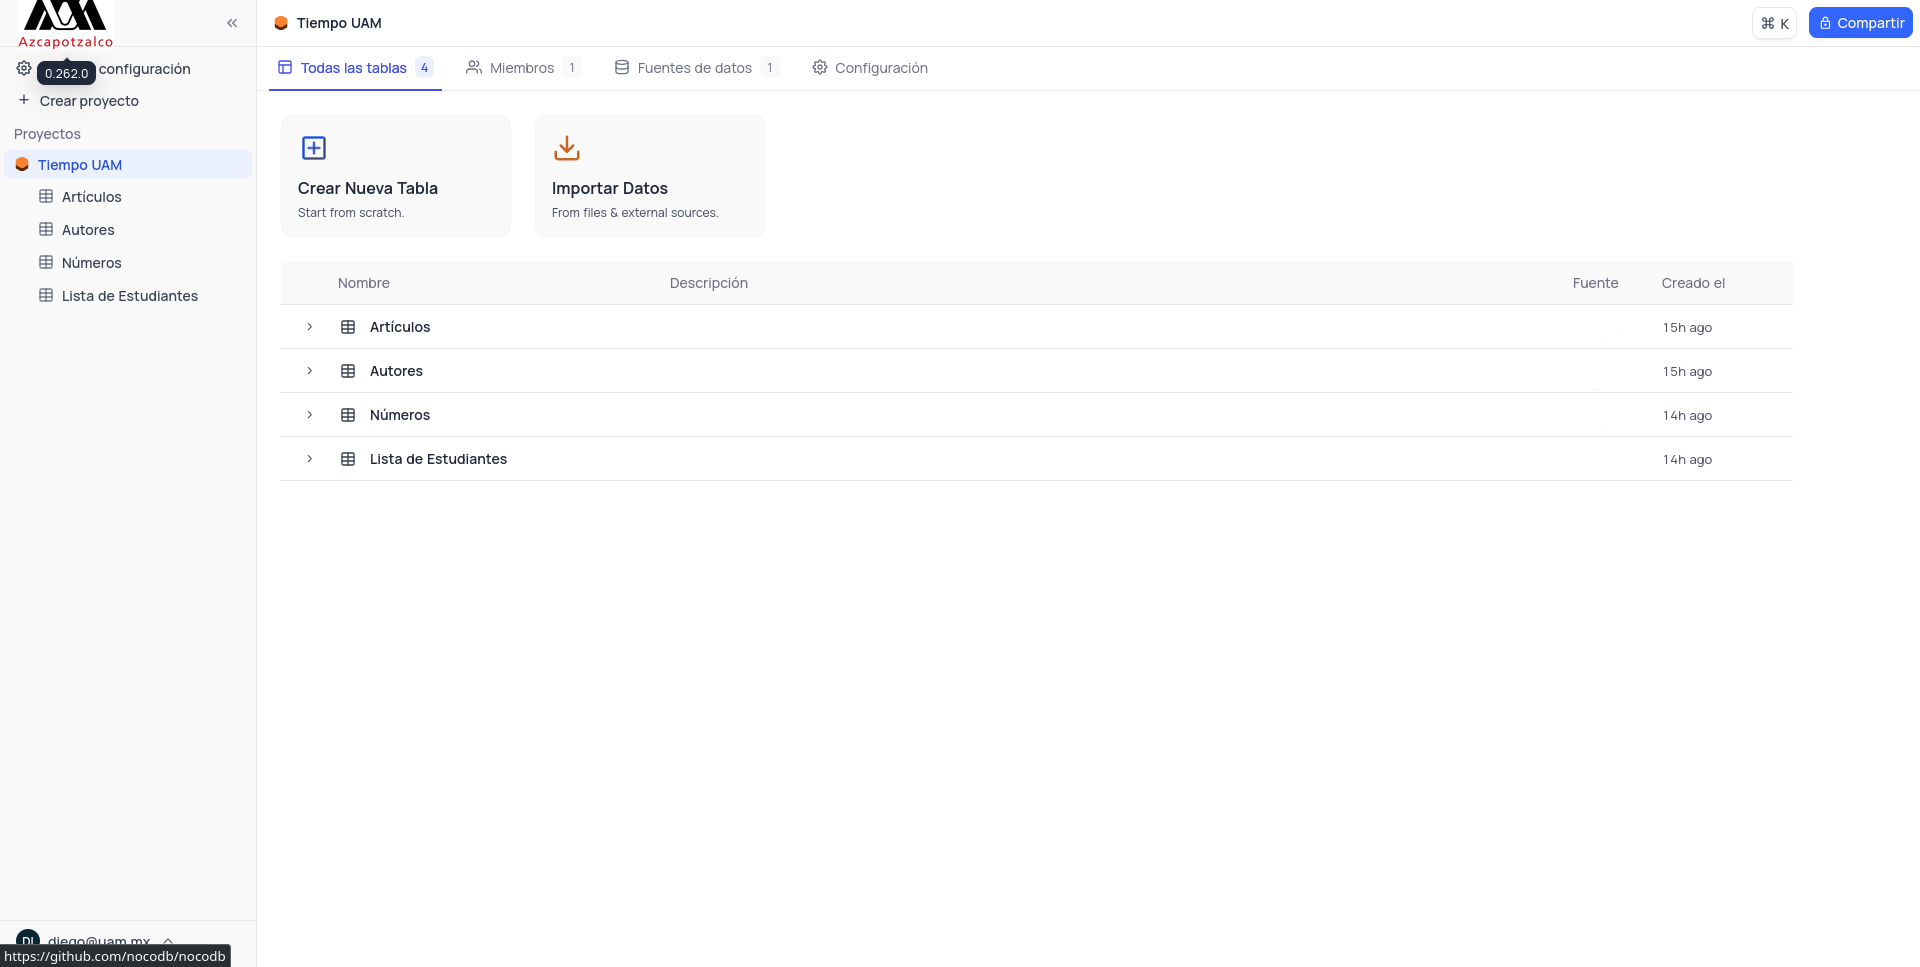 Azcapotzalco
0.262.0
configuración
Crear proyecto
Proyectos
Tiempo UAM
Artículos
Autores
Números
Lista de Estudiantes
Tiempo UAM
⌘ K
Compartir
Todas las tablas 4
Miembros 1
Fuentes de datos 1
Configuración
Crear Nueva Tabla
Start from scratch.
Importar Datos
From files & external sources.
Nombre Descripción Fuente Creado el
Artículos 15h ago
Autores 15h ago
Números 14h ago
Lista de Estudiantes 14h ago
DI diego@uam.mx
https://github.com/nocodb/nocodb